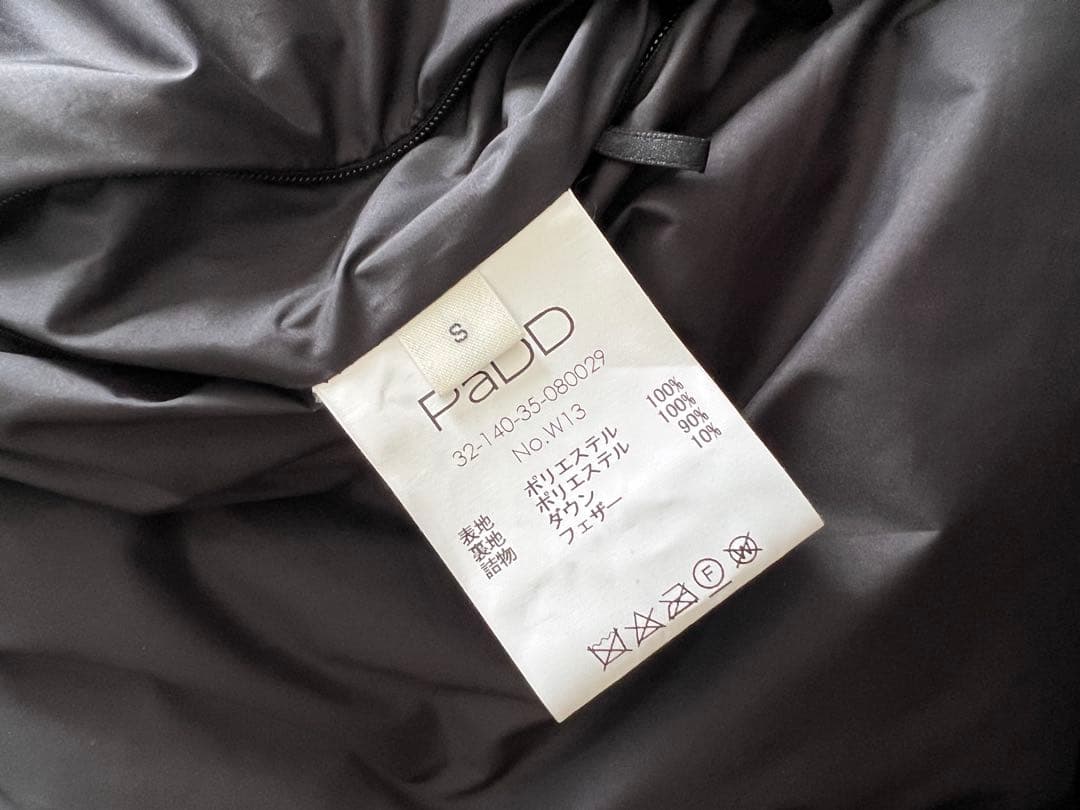 S
PaDD
32-140-35-080029
No.W13
表地 ポリエステル 100%
裏地 ポリエステル 100%
詰物 ダウン 90%
フェザー 10%
F
W